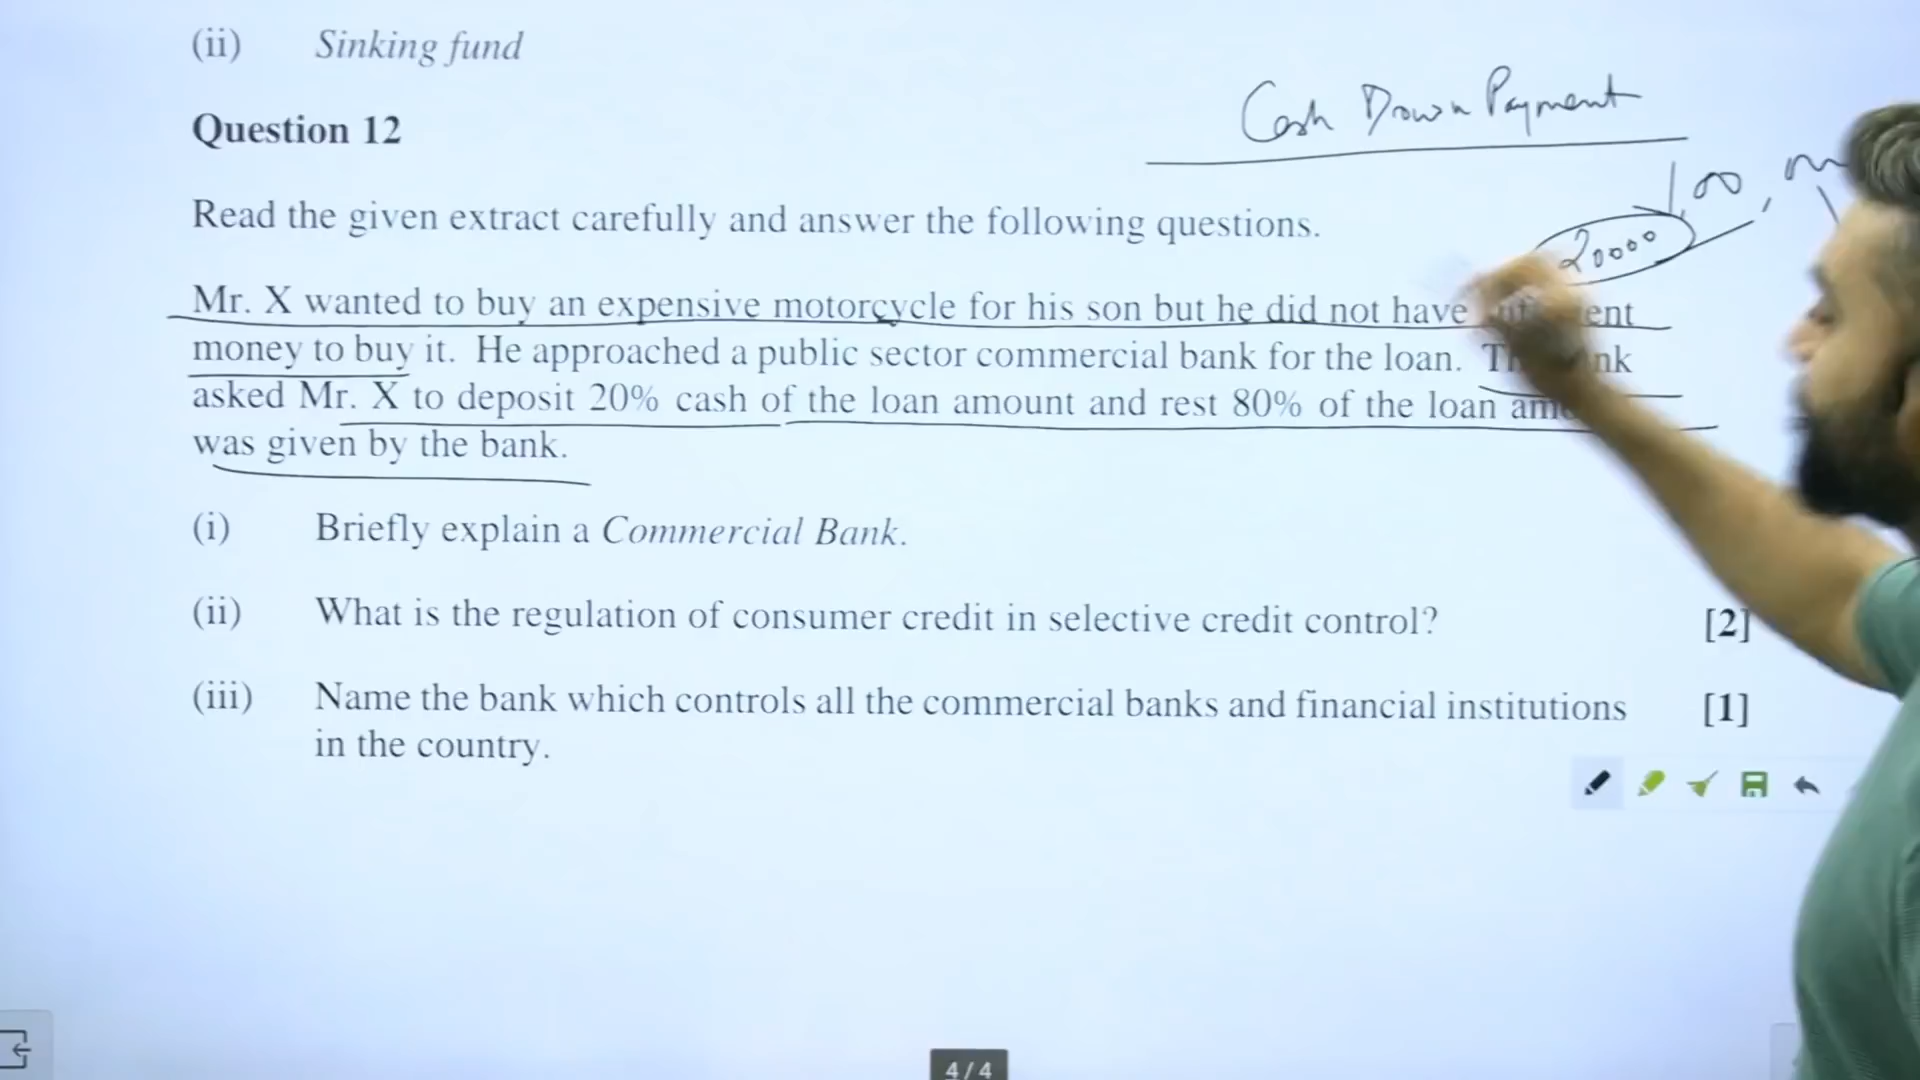 (ii) Sinking fund
Cash Down Payment
Question 12
100,
20000
Read the given extract carefully and answer the following questions.
Mr. X wanted to buy an expensive motorcycle for his son but he did not have
money to buy it. He approached a public sector commercial bank for the loan.
asked Mr. X to deposit 20% cash of the loan amount and rest 80% of the loan
was given by the bank.
(i) Briefly explain a Commercial Bank.
(ii) What is the regulation of consumer credit in selective credit control? [2]
(iii) Name the bank which controls all the commercial banks and financial institutions [1]
in the country.
4/4